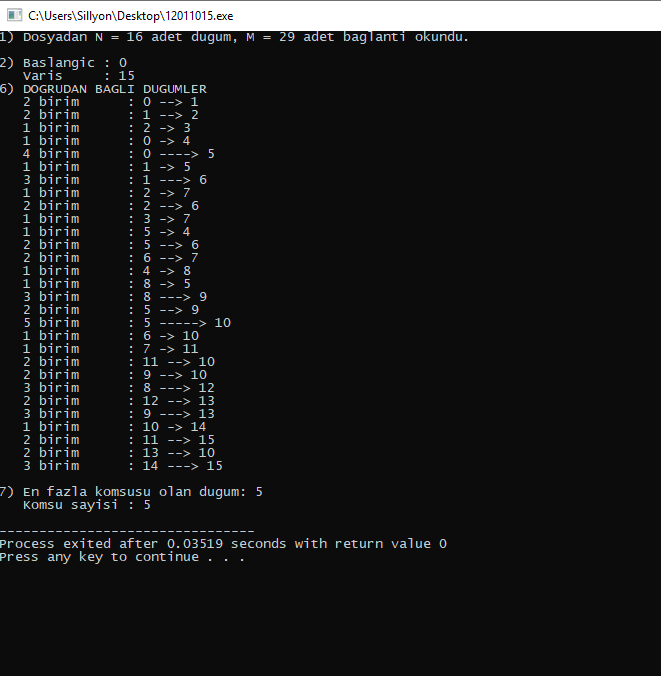 C:\Users\Sillyon\Desktop\12011015.exe
1) Dosyadan N = 16 adet dugum, M = 29 adet baglanti okundu.
2) Baslangic : 0
Varis : 15
6) DOGRUDAN BAGLI DUGUMLER
2 birim : 0 --> 1
2 birim : 1 --> 2
1 birim : 2 -> 3
1 birim : 0 -> 4
4 birim : 0 ----> 5
1 birim : 1 -> 5
3 birim : 1 ---> 6
1 birim : 2 -> 7
2 birim : 2 --> 6
1 birim : 3 -> 7
1 birim : 5 -> 4
2 birim : 5 --> 6
2 birim : 6 --> 7
1 birim : 4 -> 8
1 birim : 8 -> 5
3 birim : 8 ---> 9
2 birim : 5 --> 9
5 birim : 5 -----> 10
1 birim : 6 -> 10
1 birim : 7 -> 11
2 birim : 11 --> 10
2 birim : 9 --> 10
3 birim : 8 ---> 12
2 birim : 12 --> 13
3 birim : 9 ---> 13
1 birim : 10 -> 14
2 birim : 11 --> 15
2 birim : 13 --> 10
3 birim : 14 ---> 15
7) En fazla komsusu olan dugum: 5
Komsu sayisi : 5
--------------------------------
Process exited after 0.03519 seconds with return value 0
Press any key to continue . . .